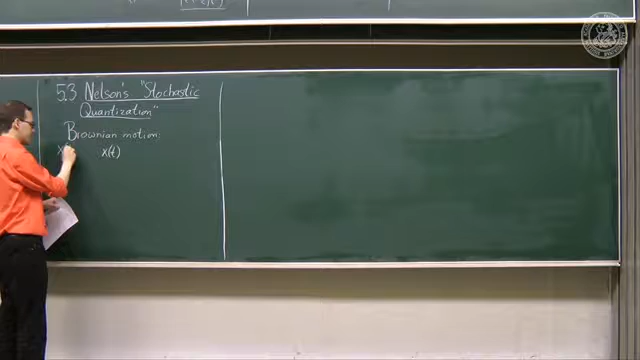 5.3 Nelson's "Stochastic
Quantization"
Brownian motion:
x(t)